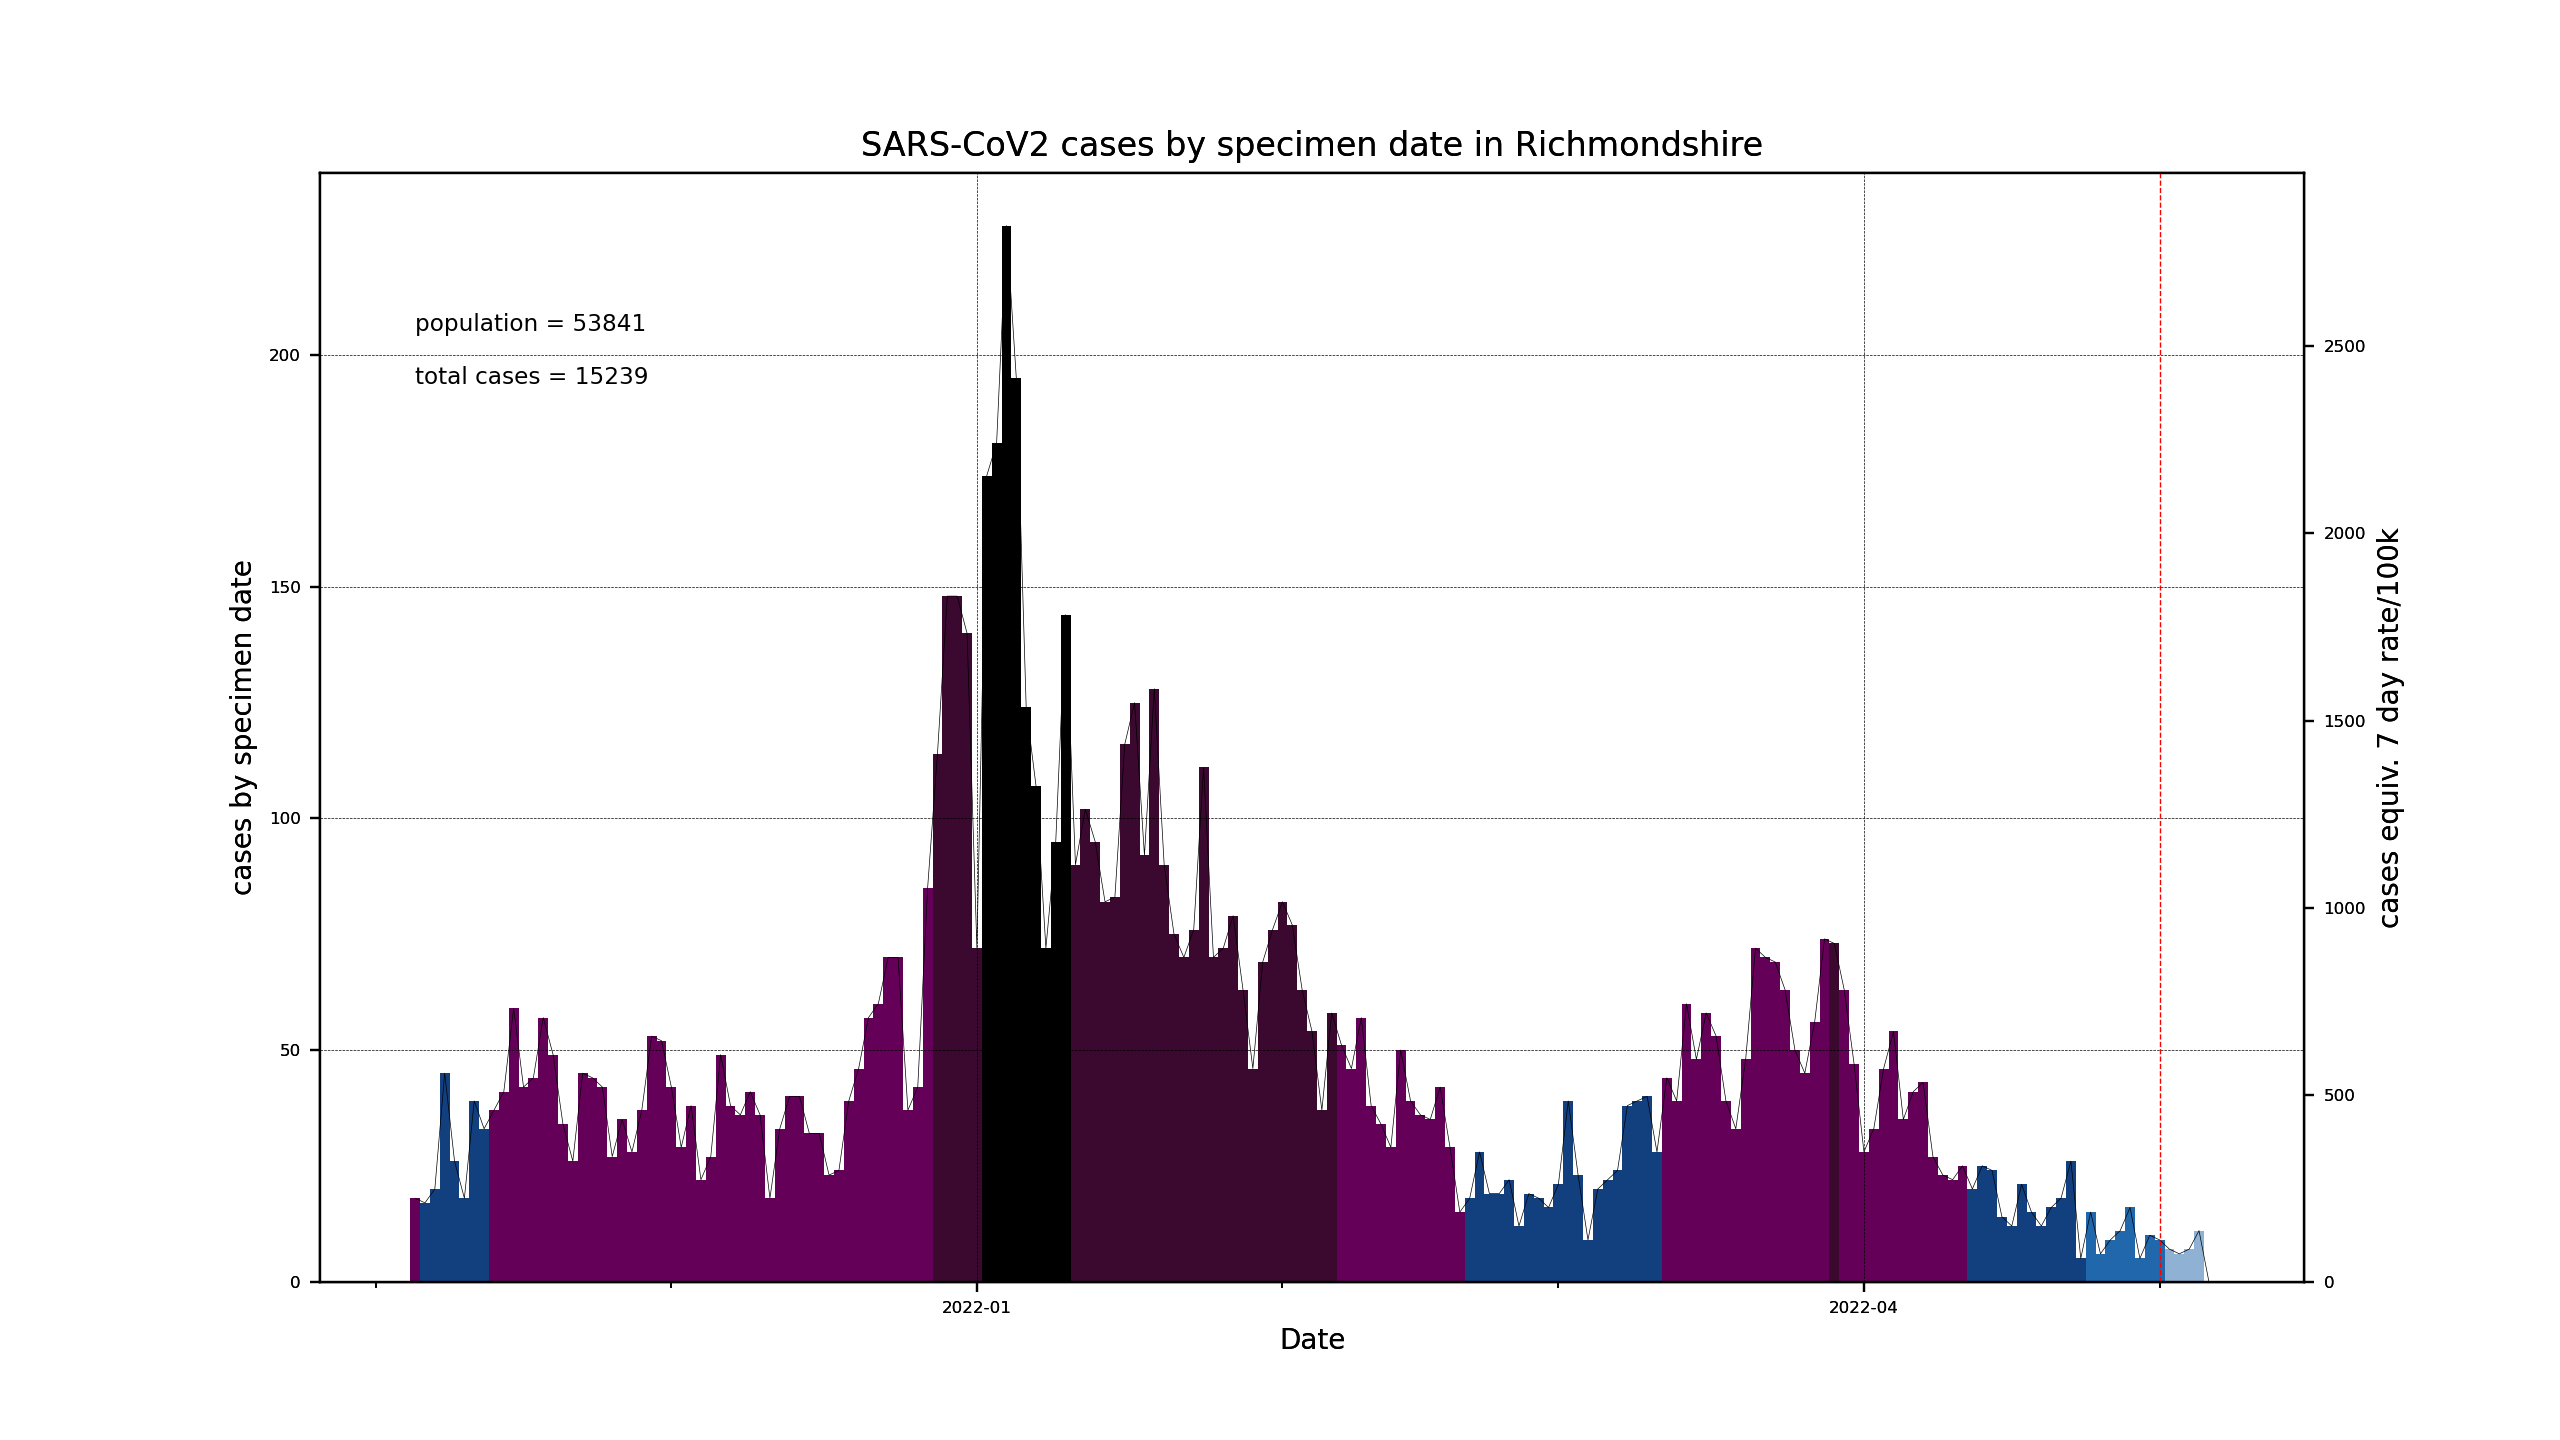 SARS-CoV2 cases by specimen date in Richmondshire
population = 53841
total cases = 15239
cases by specimen date
200
150
100
50
0
2500
2000
1500
1000
500
0
cases equiv. 7 day rate/100k
2022-01
2022-04
Date